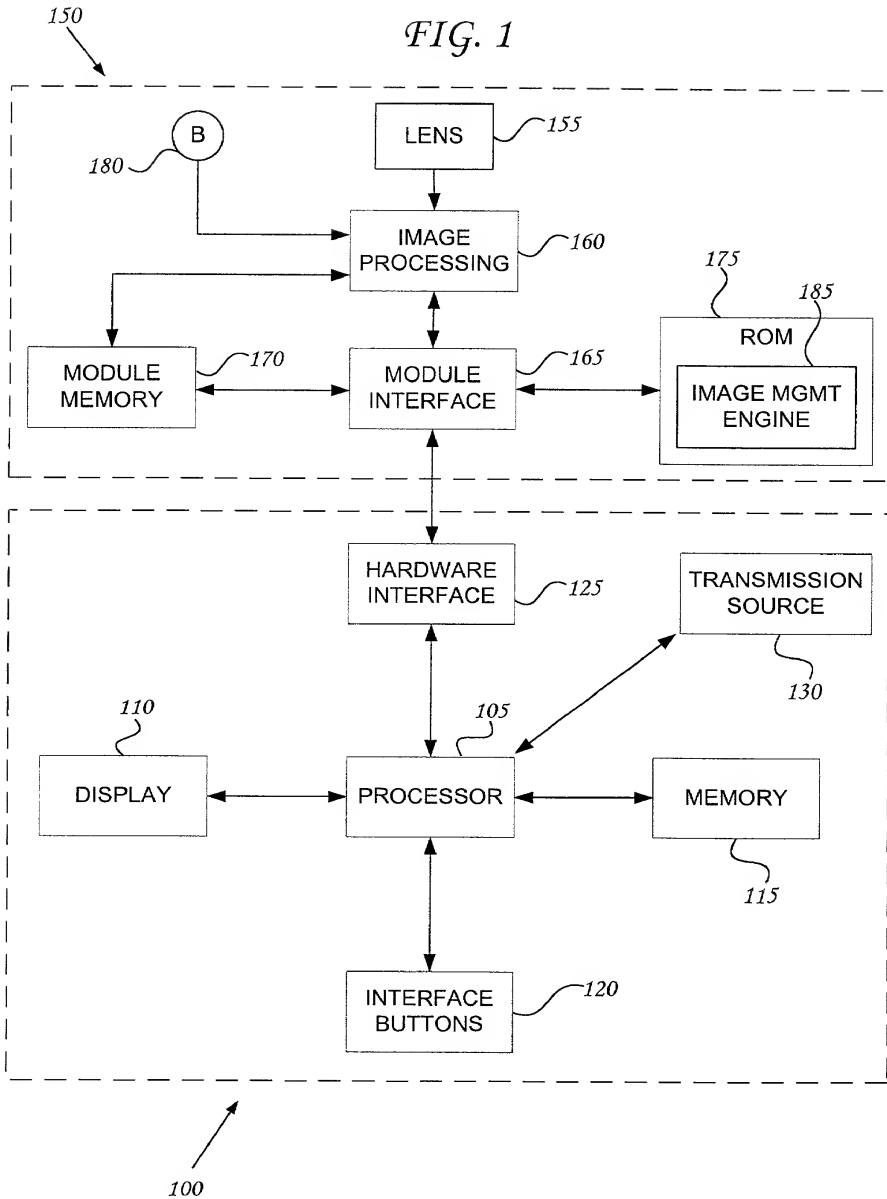 FIG. 1
150
B
180
LENS
155
IMAGE
PROCESSING
160
175
185
ROM
IMAGE MGMT
ENGINE
MODULE
MEMORY
170
MODULE
INTERFACE
165
HARDWARE
INTERFACE
125
TRANSMISSION
SOURCE
130
110
DISPLAY
105
PROCESSOR
MEMORY
115
INTERFACE
BUTTONS
120
100